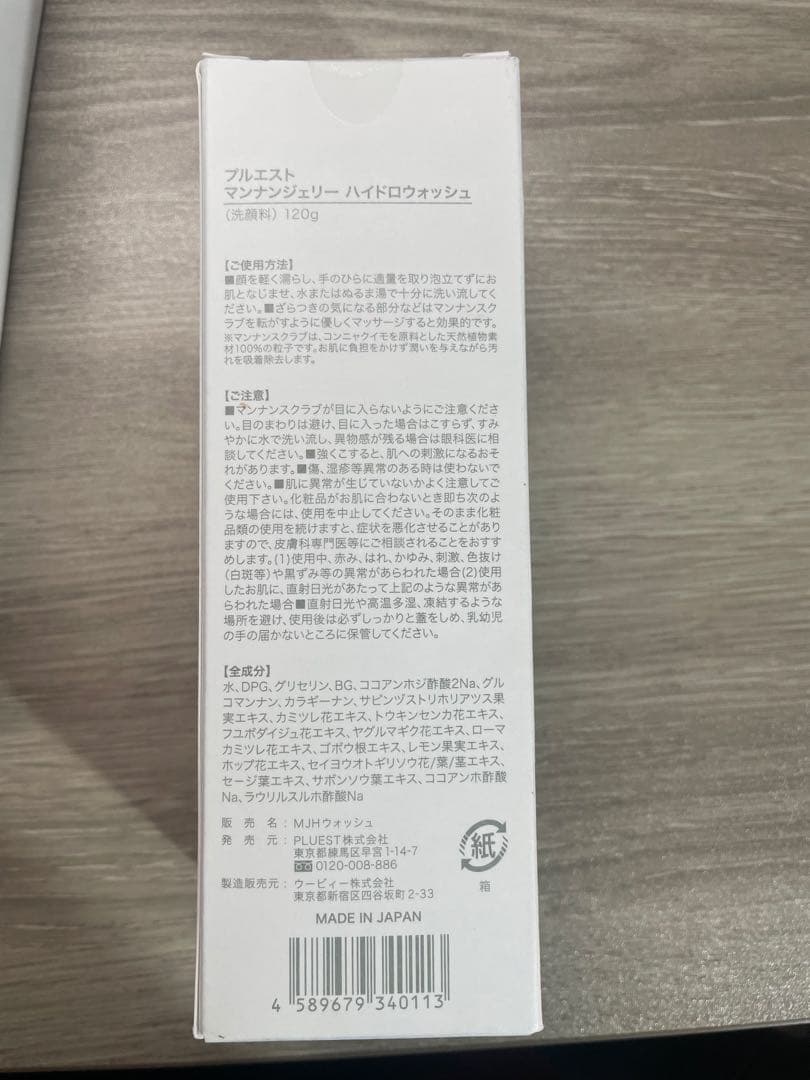 プルエスト
マンナンジェリー ハイドロウォッシュ
（洗顔料）120g
【ご使用方法】
■顔を軽く濡らし、手のひらに適量を取り泡立てずにお
肌となじませ、水またはぬるま湯で十分に洗い流してく
ださい。■ざらつきの気になる部分などはマンナンスク
ラブを転がすように優しくマッサージすると効果的です。
※マンナンスクラブは、コンニャクイモを原料とした天然植物素
材100%の粒子です。お肌に負担をかけず潤いを与えながら汚
れを吸着除去します。
【ご注意】
■マンナンスクラブが目に入らないようにご注意くださ
い。目のまわりは避け、目に入った場合はこすらず、すみ
やかに水で洗い流し、異物感が残る場合は眼科医に相
談してください。■強くこすると、肌への刺激になるおそ
れがあります。■傷、湿疹等異常のある時は使わないで
ください。■肌に異常が生じていないかよく注意してご
使用下さい。化粧品がお肌に合わないとき即ち次のよ
うな場合には、使用を中止してください。そのまま化粧
品類の使用を続けますと、症状を悪化させることがあり
ますので、皮膚科専門医等にご相談されることをおすす
めします。(1)使用中、赤み、はれ、かゆみ、刺激、色抜け
（白斑等）や黒ずみ等の異常があらわれた場合(2)使用
したお肌に、直射日光があたって上記のような異常があ
らわれた場合■直射日光や高温多湿、凍結するような
場所を避け、使用後は必ずしっかりと蓋をしめ、乳幼児
の手の届かないところに保管してください。
【全成分】
水、DPG、グリセリン、BG、ココアンホジ酢酸2Na、グル
コマンナン、カラギーナン、サピンヅストリホリアツス果
実エキス、カミツレ花エキス、トウキンセンカ花エキス、
フユボダイジュ花エキス、ヤグルマギク花エキス、ローマ
カミツレ花エキス、ゴボウ根エキス、レモン果実エキス、
ホップ花エキス、セイヨウオトギリソウ花/葉/茎エキス、
セージ葉エキス、サボンソウ葉エキス、ココアンホ酢酸
Na、ラウリルスルホ酢酸Na
販売名：MJHウォッシュ
発売元：PLUEST株式会社
東京都練馬区早宮1-14-7
0120-008-886
製造販売元：ウービィー株式会社
東京都新宿区四谷坂町2-33
紙
箱
MADE IN JAPAN
4 589679 340113